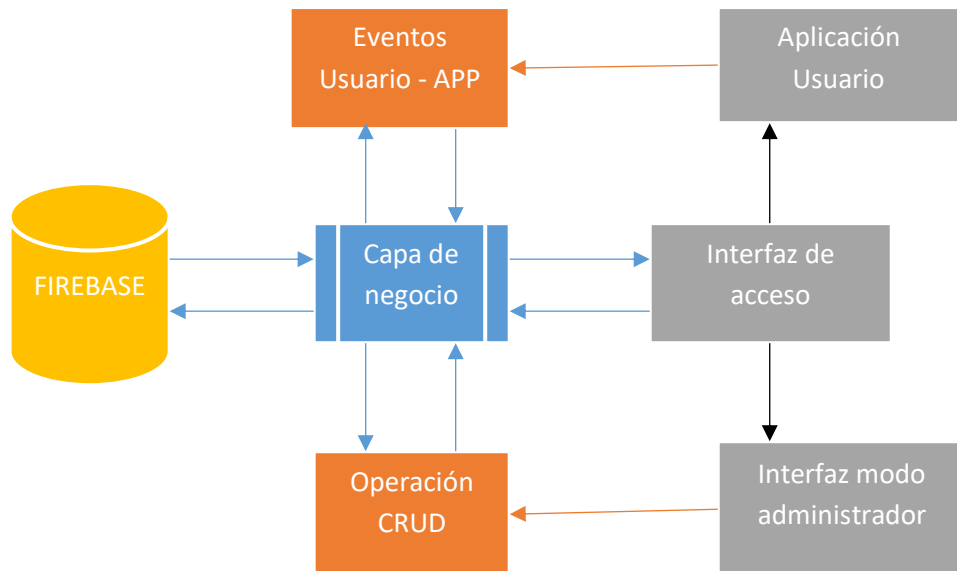 Eventos
Usuario - APP
Aplicación
Usuario
FIREBASE
Capa de
negocio
Interfaz de
acceso
Operación
CRUD
Interfaz modo
administrador